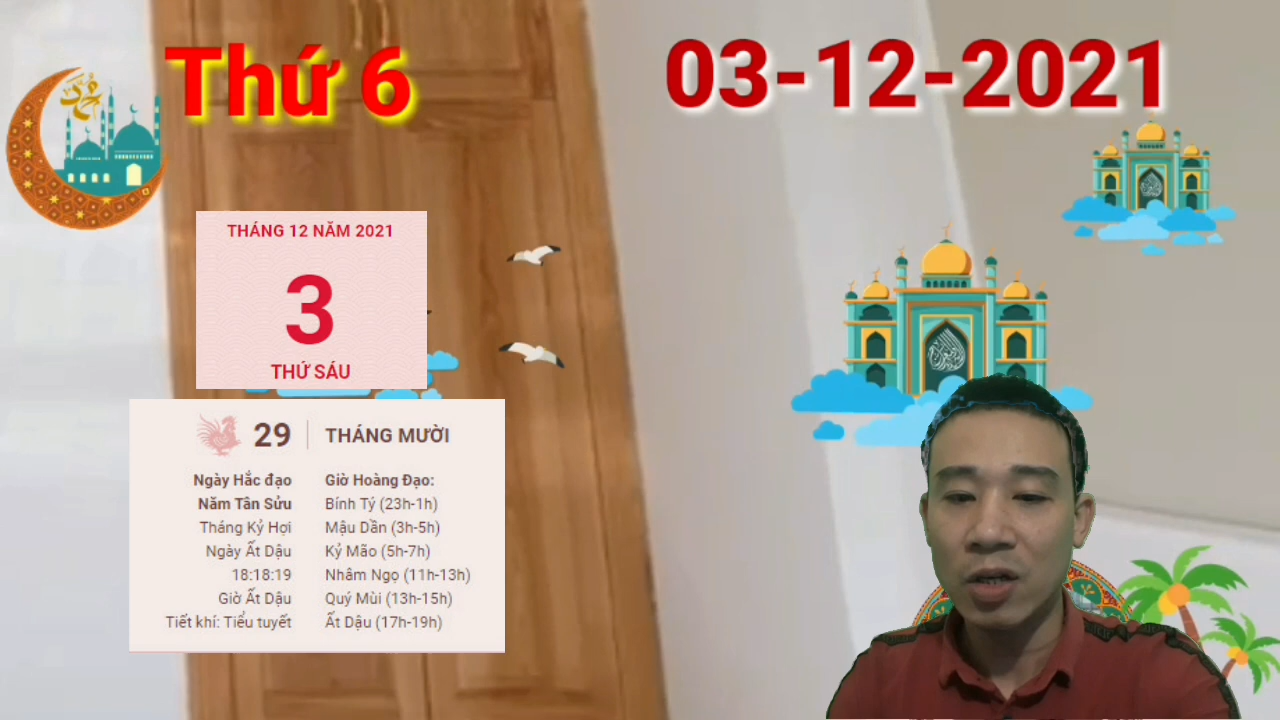 Thứ 6
03-12-2021
THÁNG 12 NĂM 2021
3
THỨ SÁU
29
THÁNG MƯỜI
Ngày Hắc đạo
Giờ Hoàng Đạo:
Năm Tân Sửu
Bính Tý (23h-1h)
Tháng Kỷ Hợi
Mậu Dần (3h-5h)
Ngày Ất Dậu
Kỷ Mão (5h-7h)
18:18:19
Nhâm Ngọ (11h-13h)
Giờ Ất Dậu
Quý Mùi (13h-15h)
Tiết khí: Tiểu tuyết
Ất Dậu (17h-19h)